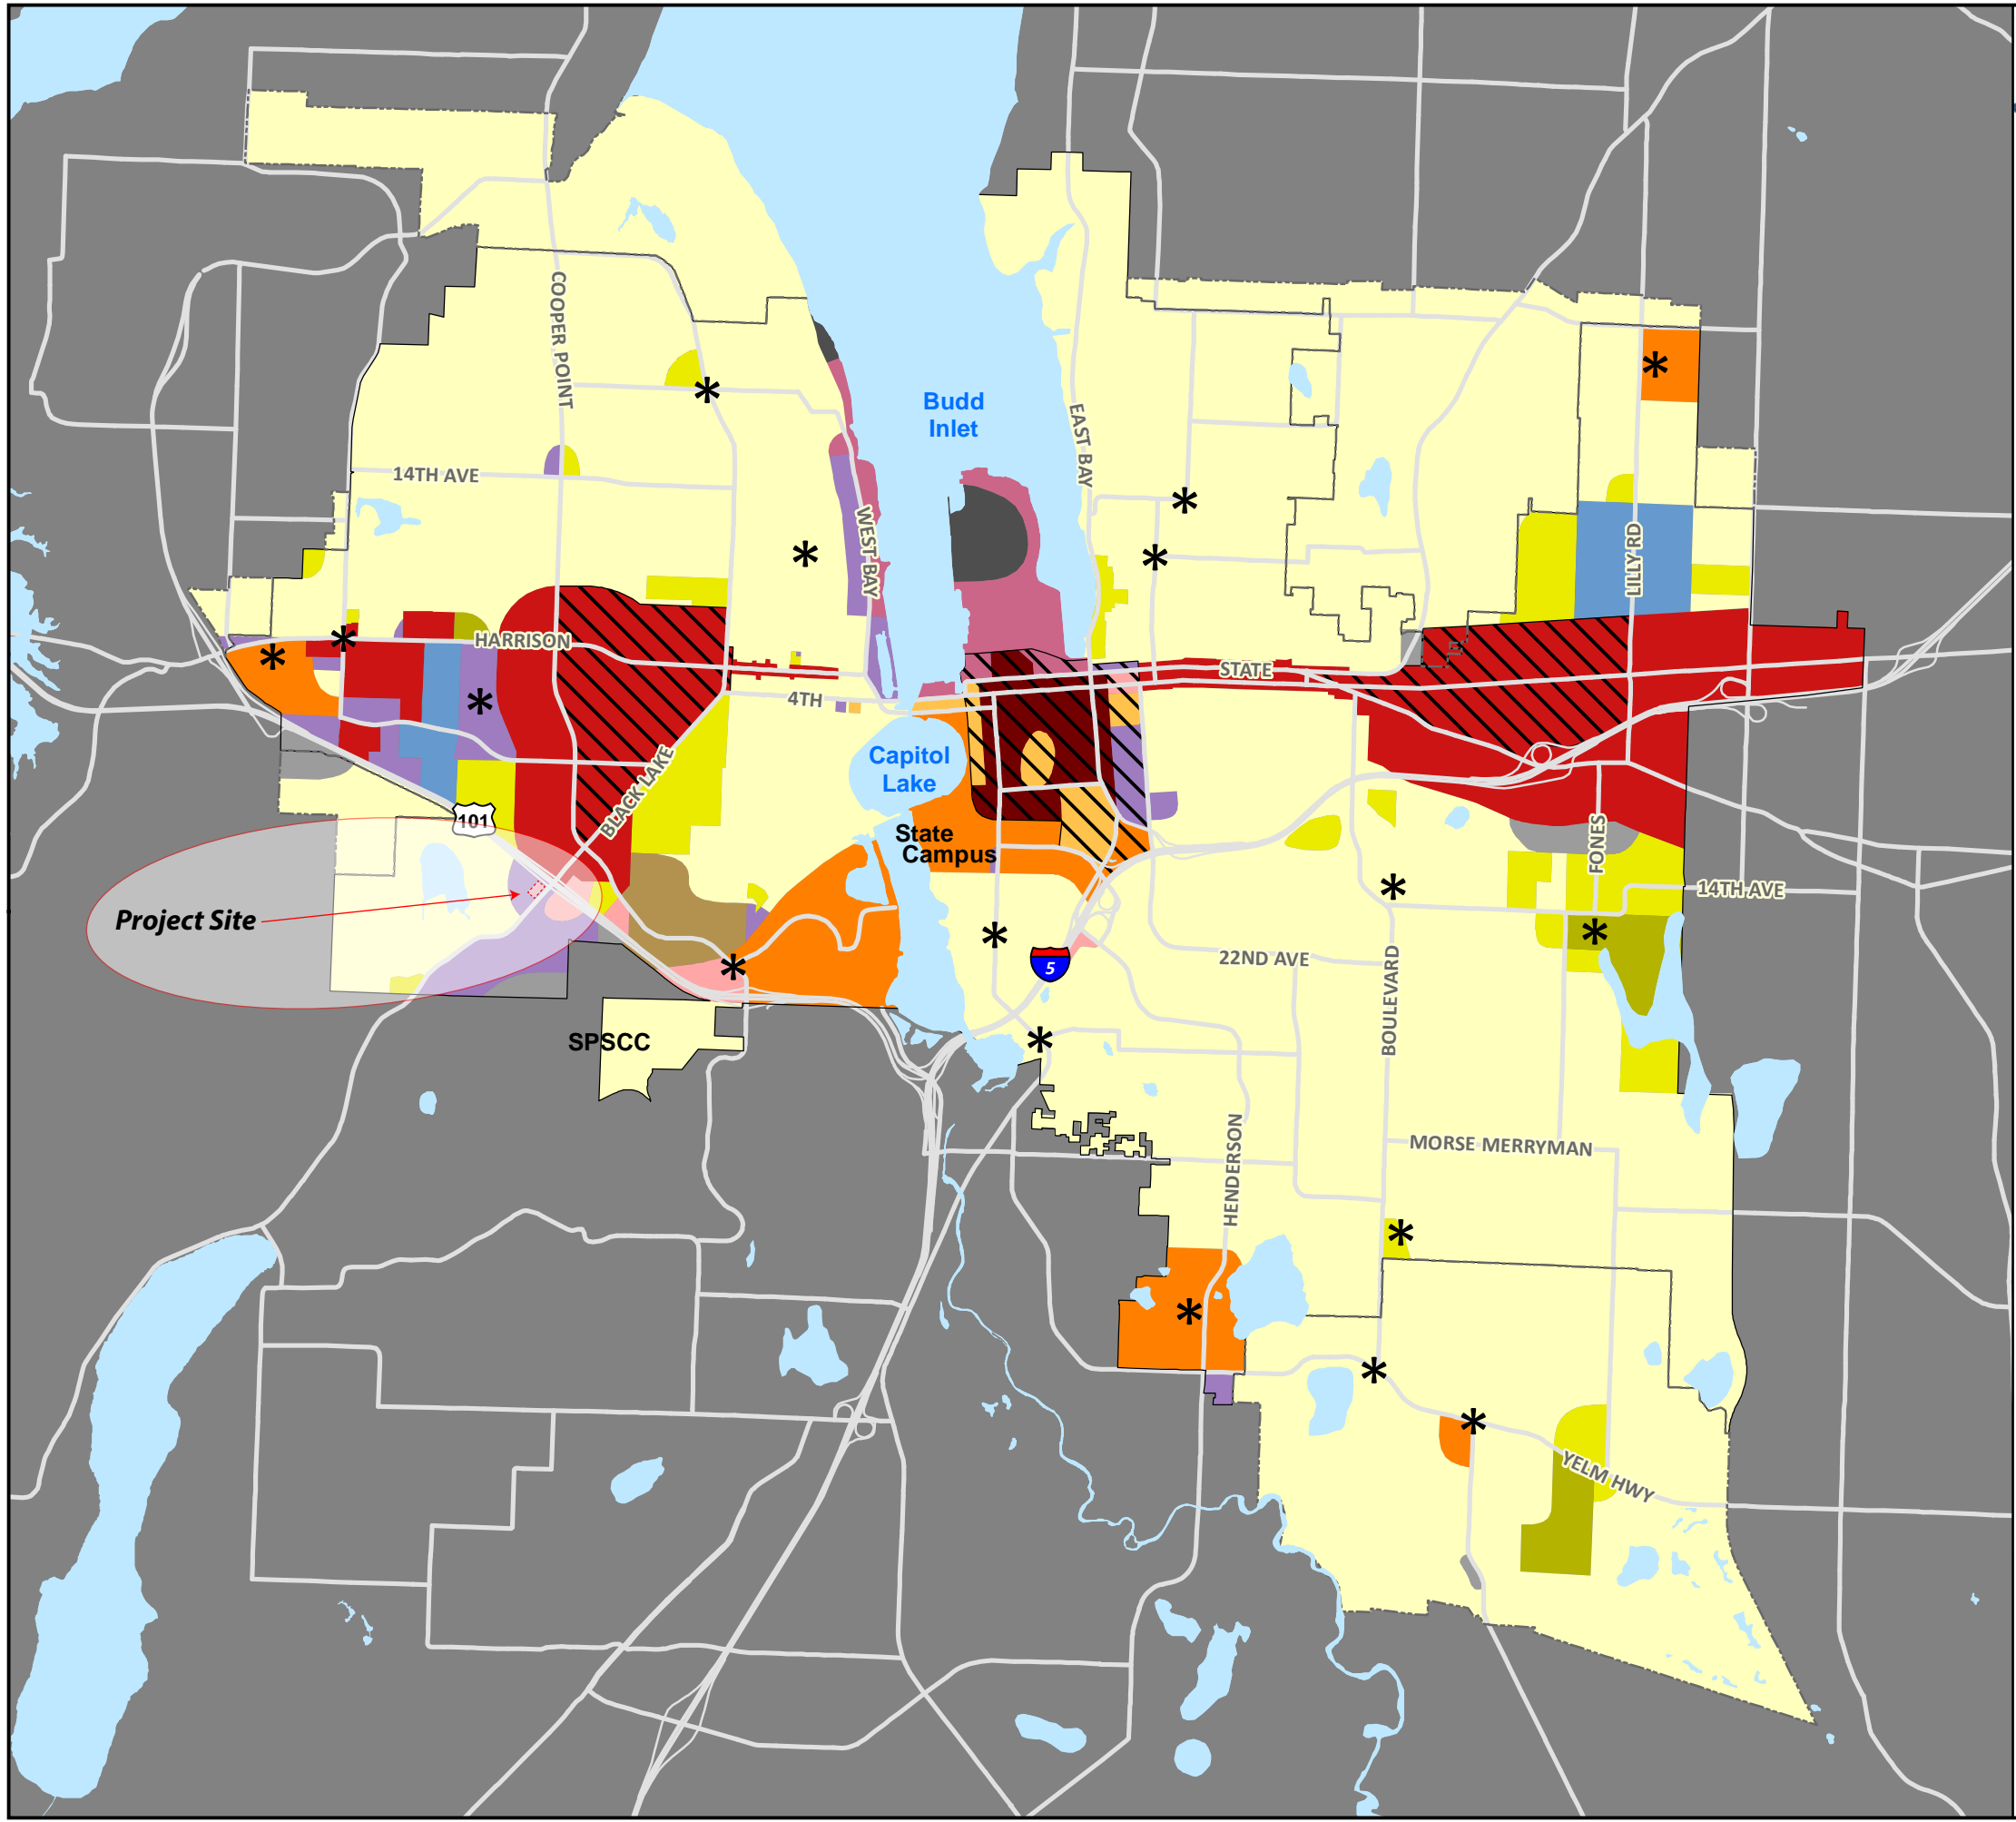 COOPER POINT
Budd
Inlet
EAST BAY
14TH AVE
WEST BAY
LILLY RD
HARRISON
STATE
4TH
Capitol
Lake
BLACK LAKE
101
State
Campus
FONES
14TH AVE
Project Site
22ND AVE
5
BOULEVARD
SPSCC
HENDERSON
MORSE MERRYMAN
YELM HWY